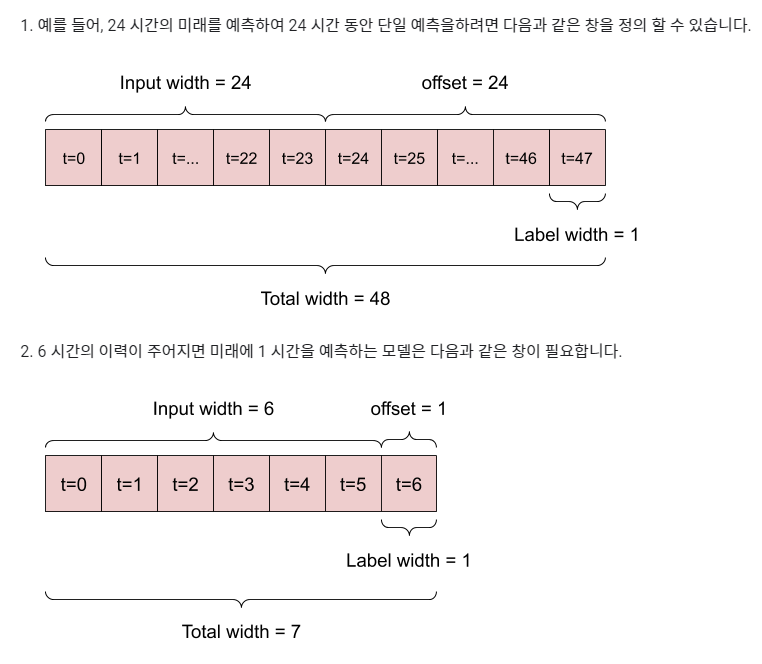 1. 예를 들어, 24 시간의 미래를 예측하여 24 시간 동안 단일 예측을하려면 다음과 같은 창을 정의 할 수 있습니다.
Input width = 24 offset = 24
t=0 t=1 t=... t=22 t=23 t=24 t=25 t=... t=46 t=47
Label width = 1
Total width = 48
2. 6 시간의 이력이 주어지면 미래에 1 시간을 예측하는 모델은 다음과 같은 창이 필요합니다.
Input width = 6 offset = 1
t=0 t=1 t=2 t=3 t=4 t=5 t=6
Label width = 1
Total width = 7